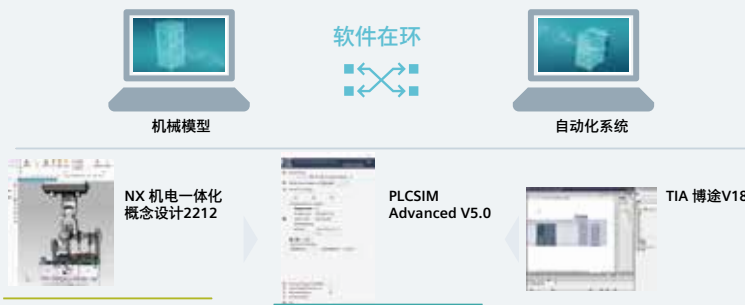 软件在环
机械模型
自动化系统
NX 机电一体化
概念设计2212
PLCSIM
Advanced V5.0
TIA 博途V18